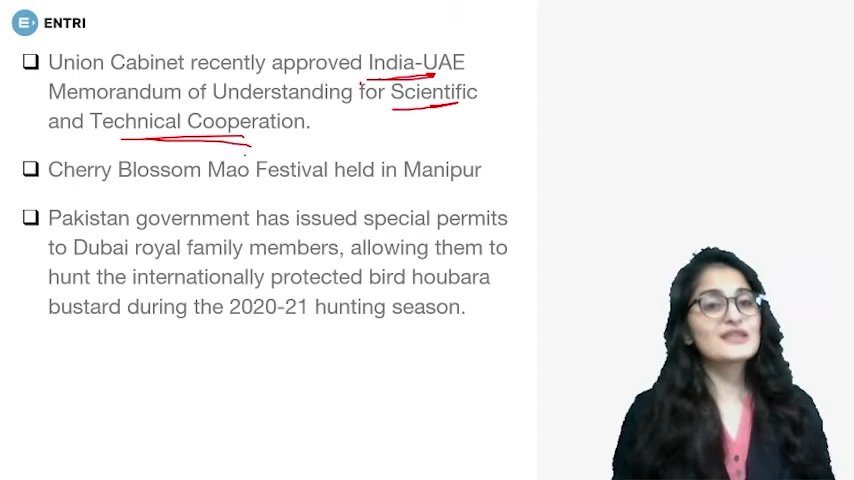 ENTRI
Union Cabinet recently approved India-UAE
Memorandum of Understanding for Scientific
and Technical Cooperation.
Cherry Blossom Mao Festival held in Manipur
Pakistan government has issued special permits
to Dubai royal family members, allowing them to
hunt the internationally protected bird houbara
bustard during the 2020-21 hunting season.